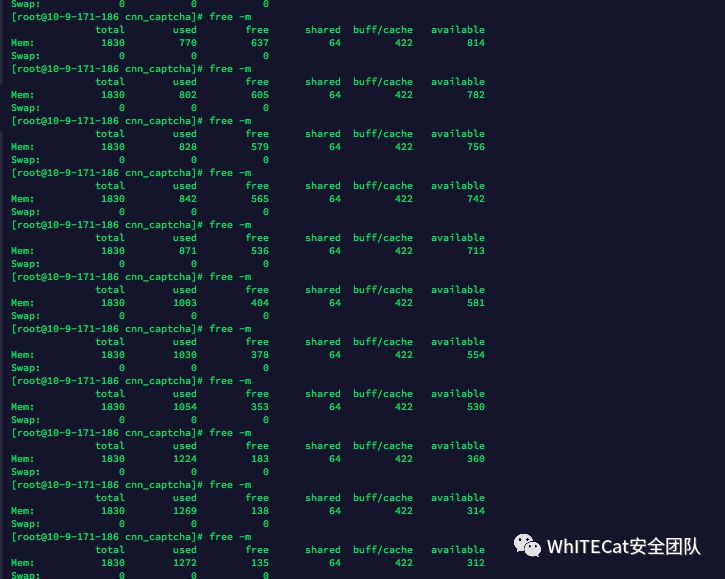 Swap: 0 0 0
[root@10-9-171-186 cnn_captcha]# free -m
total used free shared buff/cache available
Mem: 1830 770 637 64 422 814
Swap: 0 0 0
[root@10-9-171-186 cnn_captcha]# free -m
total used free shared buff/cache available
Mem: 1830 802 605 64 422 782
Swap: 0 0 0
[root@10-9-171-186 cnn_captcha]# free -m
total used free shared buff/cache available
Mem: 1830 828 579 64 422 756
Swap: 0 0 0
[root@10-9-171-186 cnn_captcha]# free -m
total used free shared buff/cache available
Mem: 1830 842 565 64 422 742
Swap: 0 0 0
[root@10-9-171-186 cnn_captcha]# free -m
total used free shared buff/cache available
Mem: 1830 871 536 64 422 713
Swap: 0 0 0
[root@10-9-171-186 cnn_captcha]# free -m
total used free shared buff/cache available
Mem: 1830 1003 404 64 422 581
Swap: 0 0 0
[root@10-9-171-186 cnn_captcha]# free -m
total used free shared buff/cache available
Mem: 1830 1030 378 64 422 554
Swap: 0 0 0
[root@10-9-171-186 cnn_captcha]# free -m
total used free shared buff/cache available
Mem: 1830 1054 353 64 422 530
Swap: 0 0 0
[root@10-9-171-186 cnn_captcha]# free -m
total used free shared buff/cache available
Mem: 1830 1224 183 64 422 360
Swap: 0 0 0
[root@10-9-171-186 cnn_captcha]# free -m
total used free shared buff/cache available
Mem: 1830 1269 138 64 422 314
Swap: 0 0 0
[root@10-9-171-186 cnn_captcha]# free -m
total used free shared buff/cache available
Mem: 1830 1272 135 64 422 312
Swap: 0 0 0
WhITECat安全团队